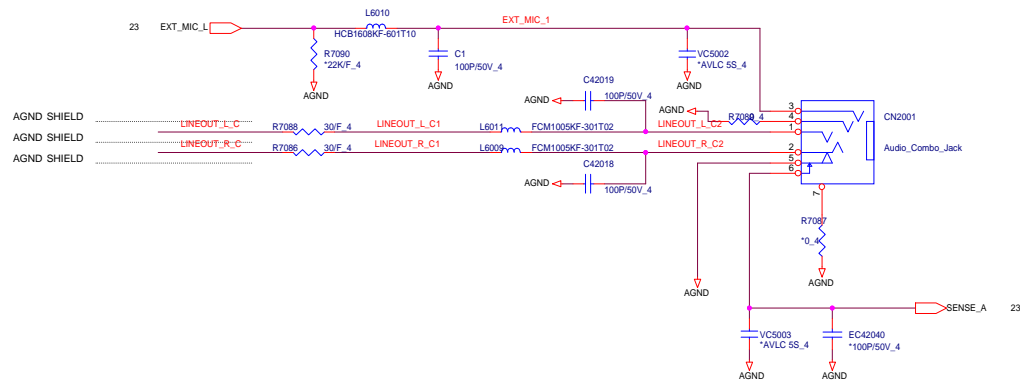 L6010
23 EXT_MIC_L EXT_MIC_1
HCB1608KF-601T10
R7090
*22K/F_4
C1
100P/50V_4
VC5002
*AVLC 5S_4
AGND
AGND
AGND
C42019
100P/50V_4
AGND
AGND
R7089
3
4
1
2
5
6
7
CN2001
Audio_Combo_Jack
AGND SHIELD
LINEOUT_L_C R7088 30/F_4 LINEOUT_L_C1 L6011 FCM1005KF-301T02 LINEOUT_L_C2
AGND SHIELD
LINEOUT_R_C R7086 30/F_4 LINEOUT_R_C1 L6009 FCM1005KF-301T02 LINEOUT_R_C2
AGND SHIELD
C42018
100P/50V_4
AGND
R7087
*0_4
AGND
AGND
SENSE_A 23
VC5003
*AVLC 5S_4
EC42040
*100P/50V_4
AGND
AGND